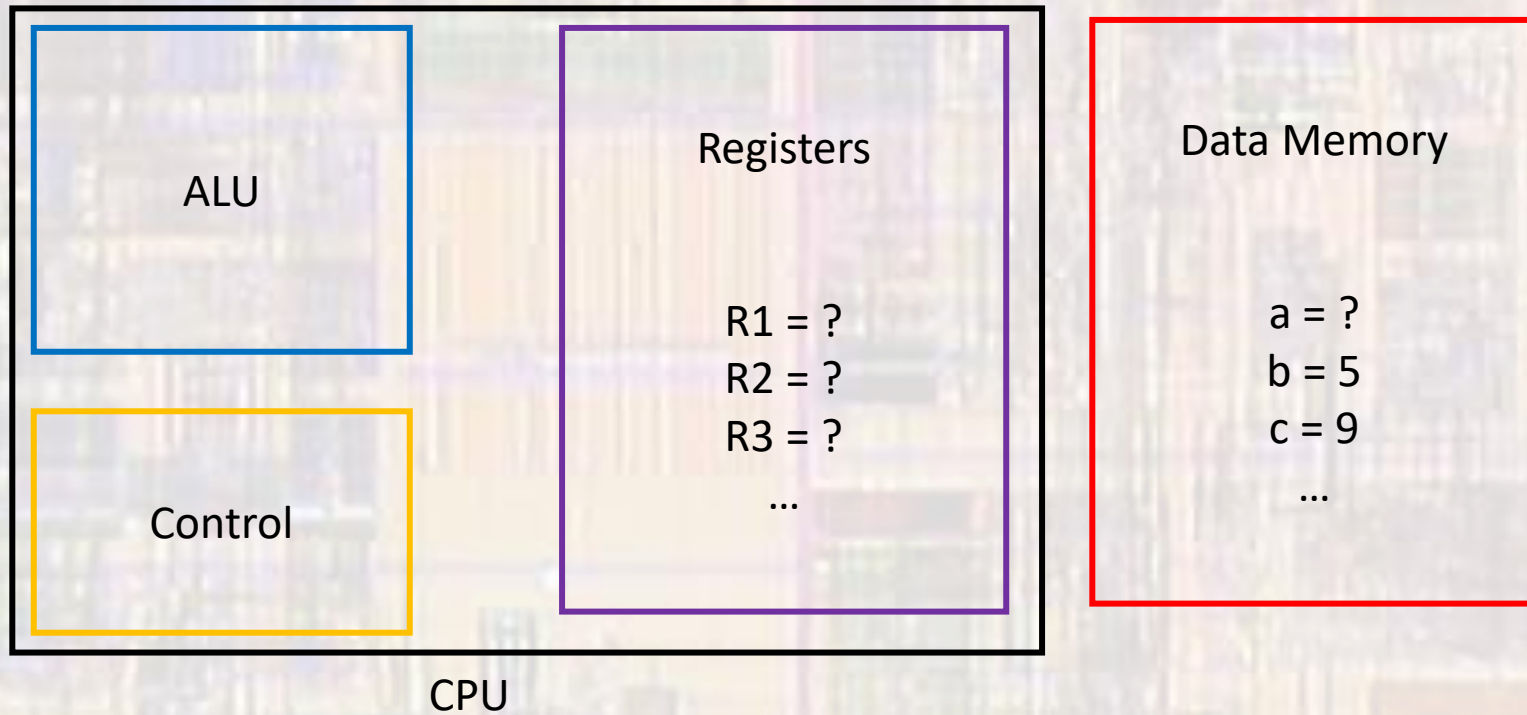 ALU
Control
Registers
R1 = ?
R2 = ?
R3 = ?
...
Data Memory
a = ?
b = 5
c = 9
...
CPU